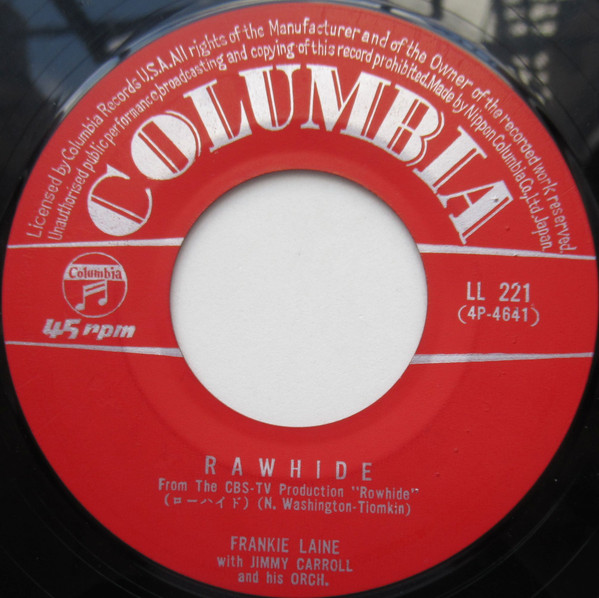 Licensed by Columbia Records U.S.A. All rights of the Manufacturer and of the Owner of the recorded work reserved.
Unauthorised public performance, broadcasting and copying of this record prohibited. Made by Nippon Columbia Co., Ltd. Japan.
COLUMBIA
Columbia
45 rpm
LL 221
(4P-4641)
RAWHIDE
From The CBS-TV Production "Rowhide"
(ローハイド) (N. Washington-Tiomkin)
FRANKIE LAINE
with JIMMY CARROLL
and his ORCH.